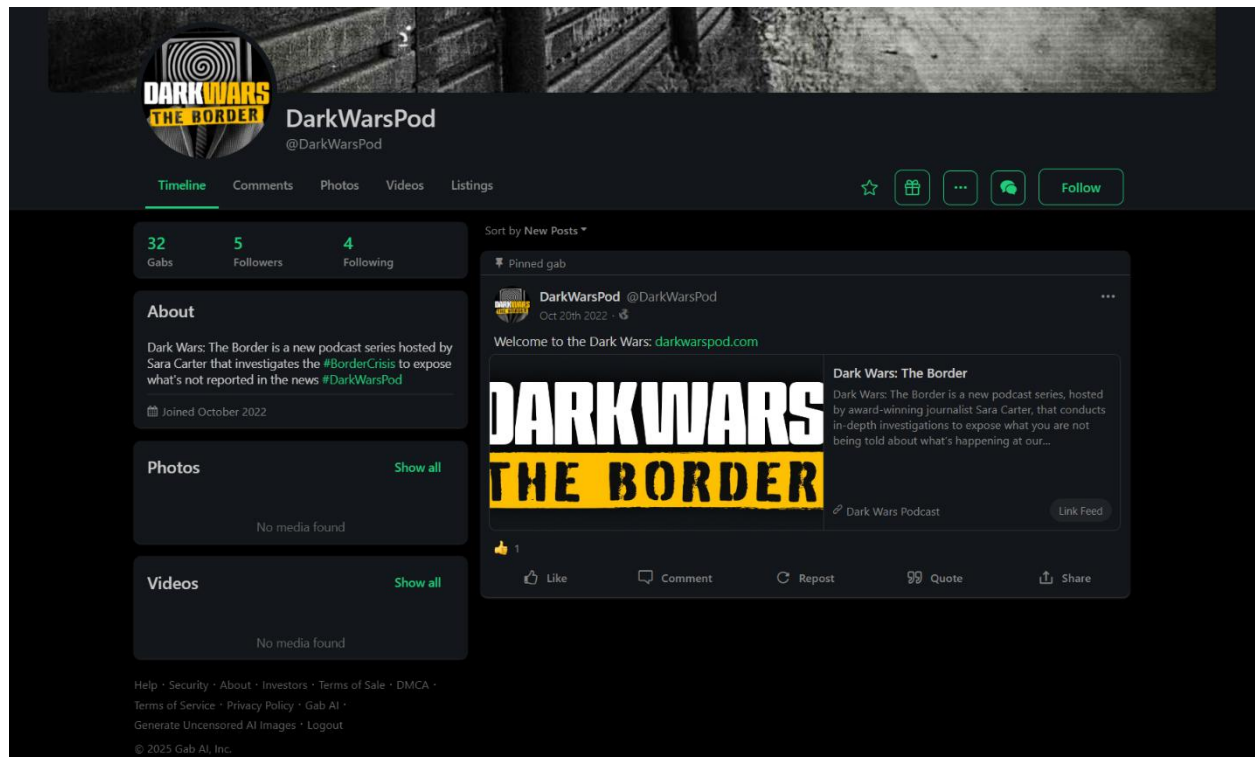 DARKWARS
THE BORDER
DarkWarsPod
@DarkWarsPod
Timeline Comments Photos Videos Listings
Follow
32 5 4
Gabs Followers Following
About
Dark Wars: The Border is a new podcast series hosted by
Sara Carter that investigates the #BorderCrisis to expose
what's not reported in the news #DarkWarsPod
Joined October 2022
Photos Show all
No media found
Videos Show all
No media found
Help · Security · About · Investors · Terms of Sale · DMCA ·
Terms of Service · Privacy Policy · Gab AI ·
Generate Uncensored AI Images · Logout
© 2025 Gab AI, Inc.
Sort by New Posts
Pinned gab
DARKWARS
THE BORDER
DarkWarsPod @DarkWarsPod
Oct 20th 2022 ·
Welcome to the Dark Wars: darkwarspod.com
DARKWARS
THE BORDER
Dark Wars: The Border
Dark Wars: The Border is a new podcast series, hosted
by award-winning journalist Sara Carter, that conducts
in-depth investigations to expose what you are not
being told about what's happening at our...
Dark Wars Podcast Link Feed
1
Like Comment Repost Quote Share